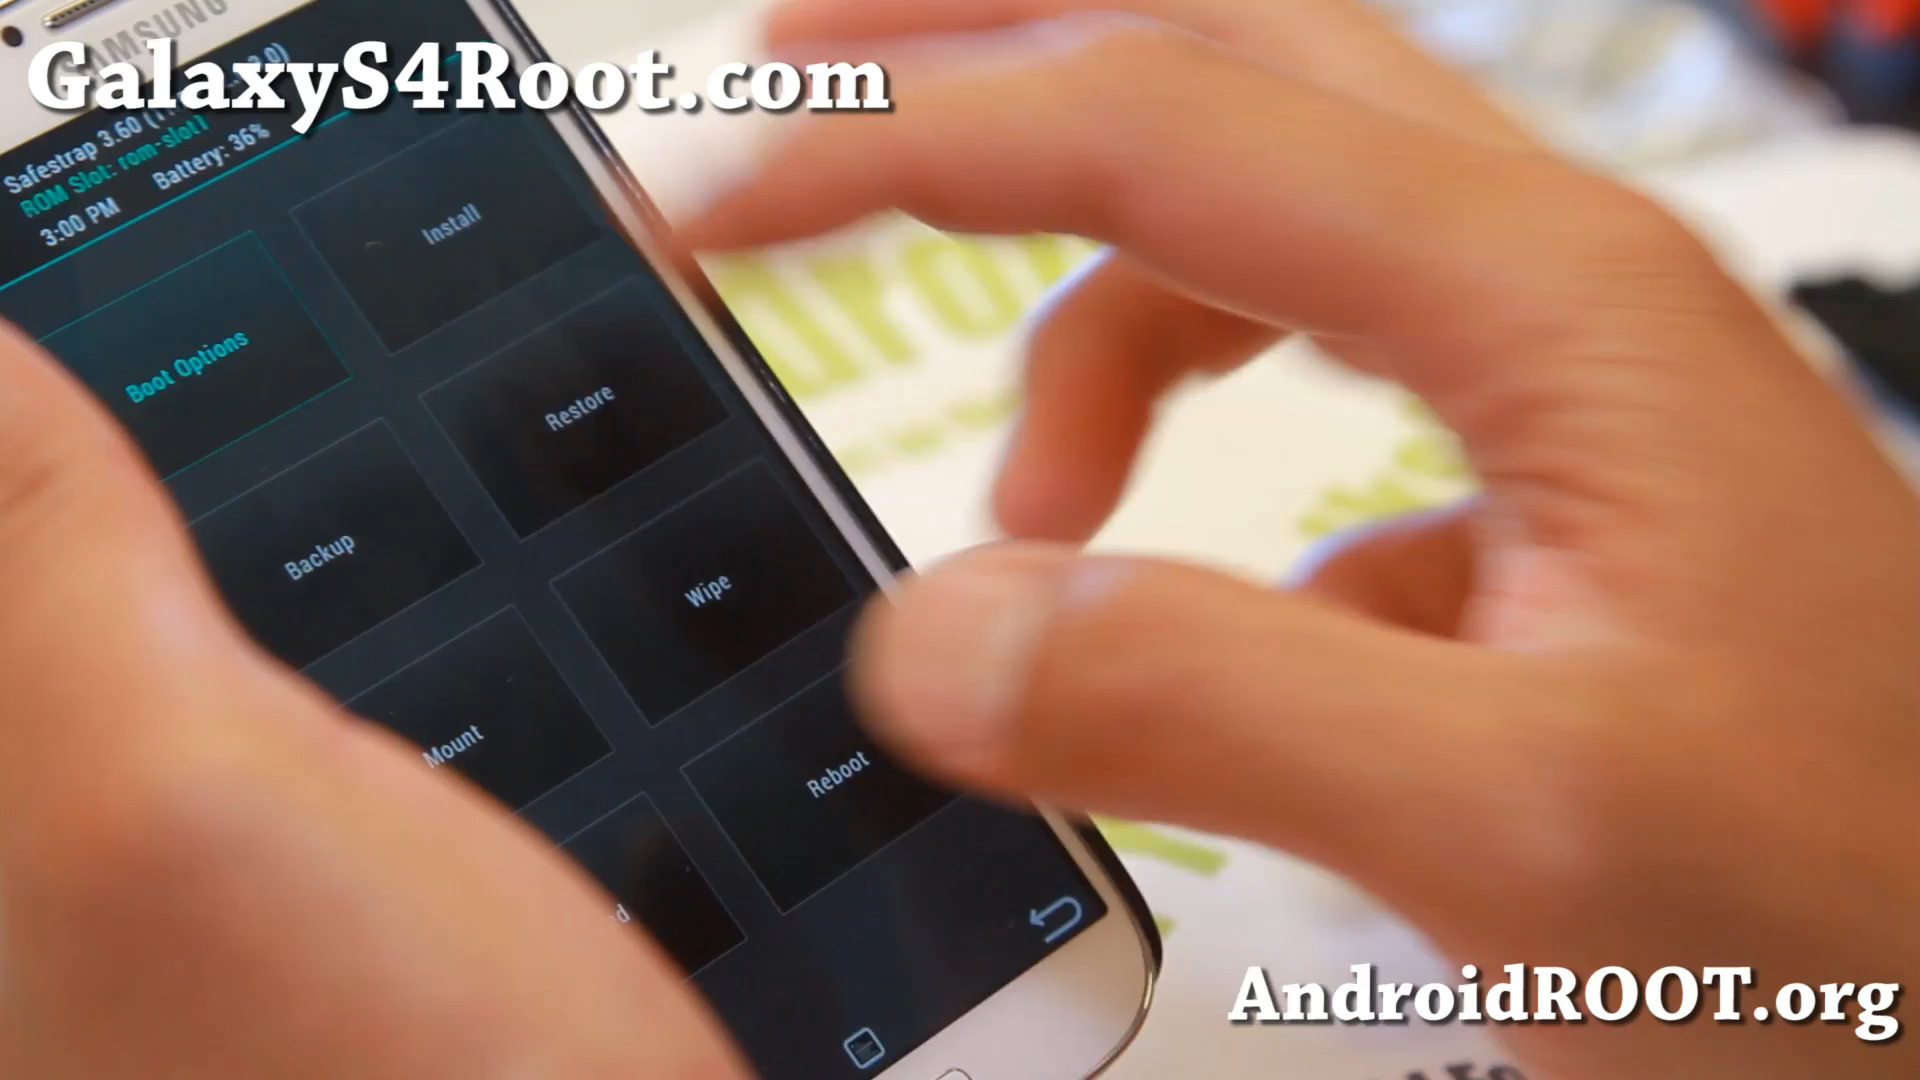 SAMSUNG
GalaxyS4Root.com
Safestrap 3.60
ROM Slot: rom-slot1
3:00 PM Battery: 36%
Boot Options
Install
Backup
Restore
Mount
Wipe
Reboot
AndroidROOT.org